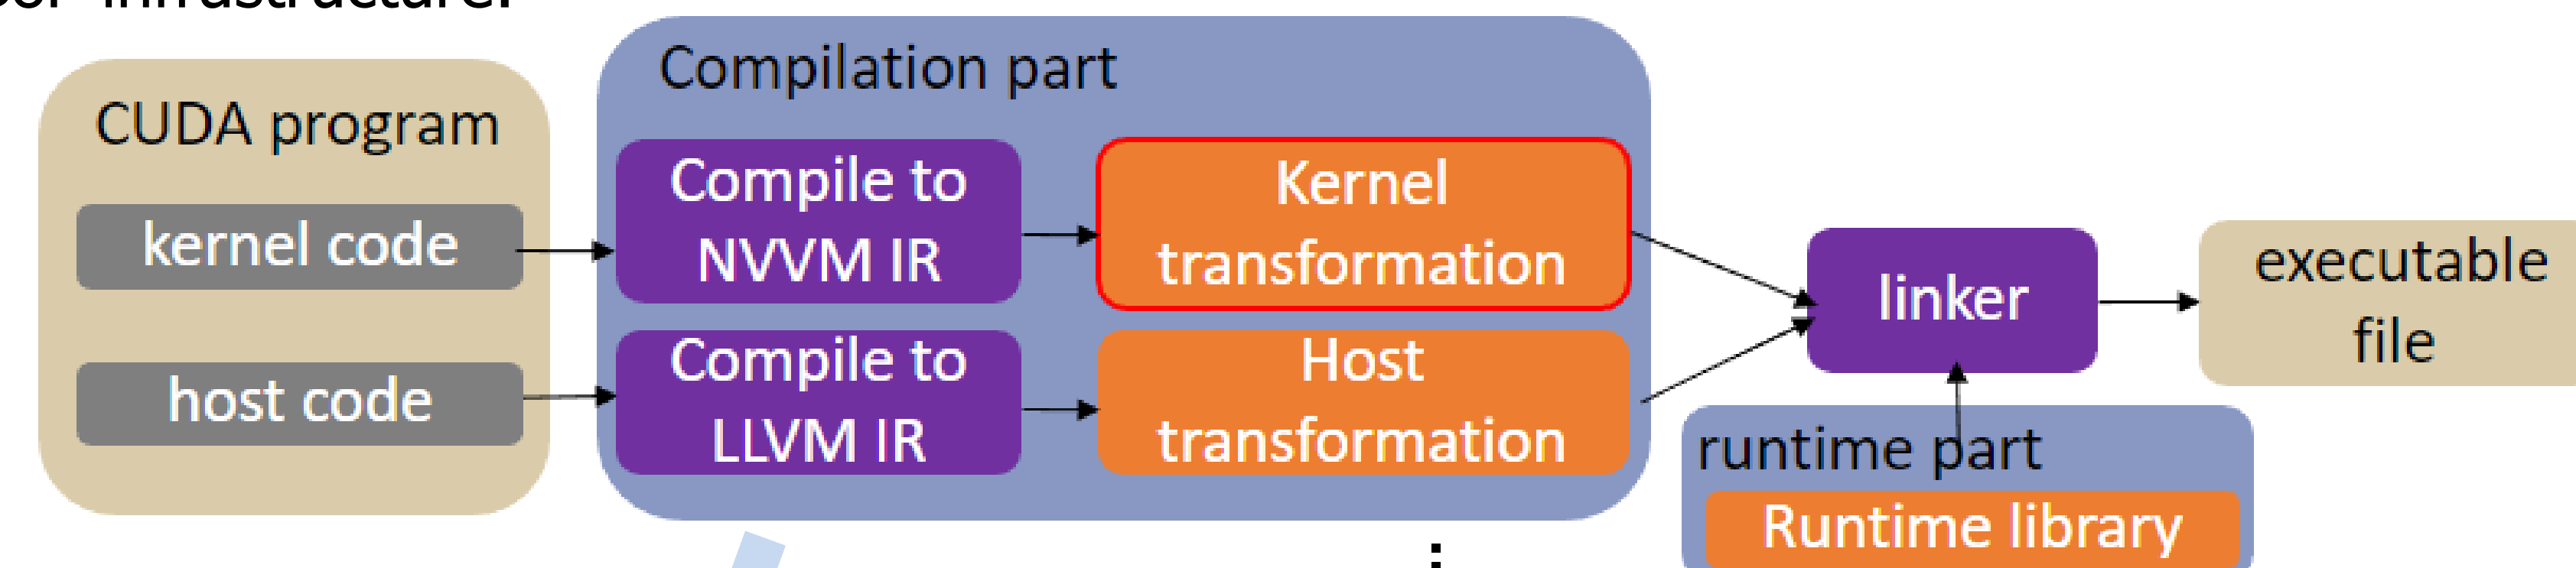 infrastructure.
CUDA program
kernel code
host code
Compilation part
Compile to
NVVM IR
Kernel
transformation
Compile to
LLVM IR
Host
transformation
linker
executable
file
runtime part
Runtime library